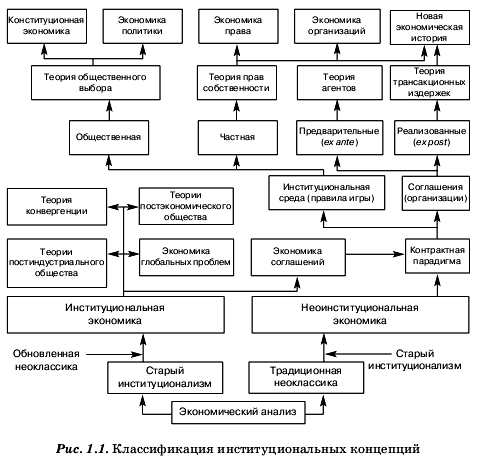 Конституционная
экономика
Экономика
политики
Экономика
права
Экономика
организаций
Новая
экономическая
история
Теория общественного
выбора
Теория прав
собственности
Теория
агентов
Теория
трансакционных
издержек
Общественная
Частная
Предварительные
(ex ante)
Реализованные
(ex post)
Теория
конвергенции
Теории
постэкономического
общества
Институциональная
среда (правила игры)
Соглашения
(организации)
Теории
постиндустриального
общества
Экономика
глобальных проблем
Экономика
соглашений
Контрактная
парадигма
Институциональная
экономика
Неоинституциональная
экономика
Обновленная
неоклассика
Старый
институционализм
Старый
институционализм
Традиционная
неоклассика
Экономический анализ
Рис. 1.1. Классификация институциональных концепций